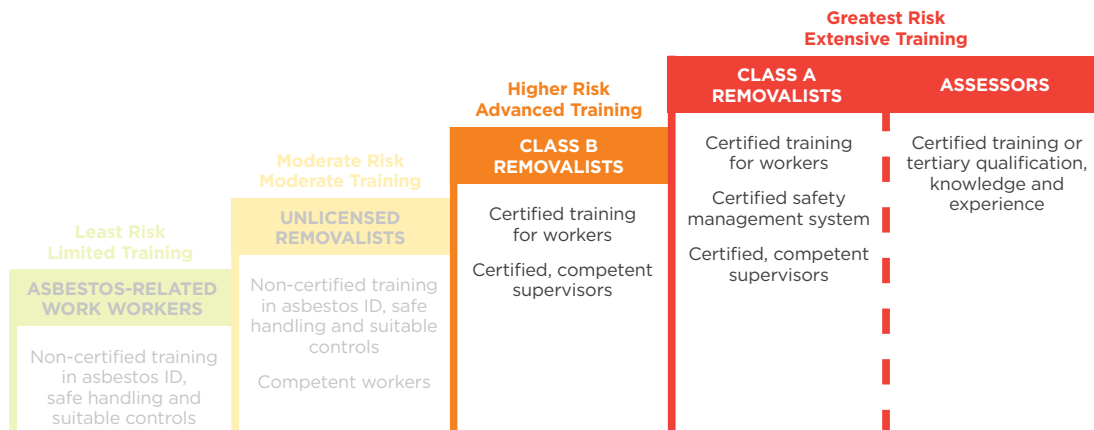 Least Risk
Limited Training
ASBESTOS-RELATED
WORK WORKERS
Non-certified training
in asbestos ID,
safe handling and
suitable controls
Moderate Risk
Moderate Training
UNLICENSED
REMOVALISTS
Non-certified training
in asbestos ID, safe
handling and suitable
controls
Competent workers
Higher Risk
Advanced Training
CLASS B
REMOVALISTS
Certified training
for workers
Certified, competent
supervisors
Greatest Risk
Extensive Training
CLASS A
REMOVALISTS
Certified training
for workers
Certified safety
management system
Certified, competent
supervisors
ASSESSORS
Certified training or
tertiary qualification,
knowledge and
experience